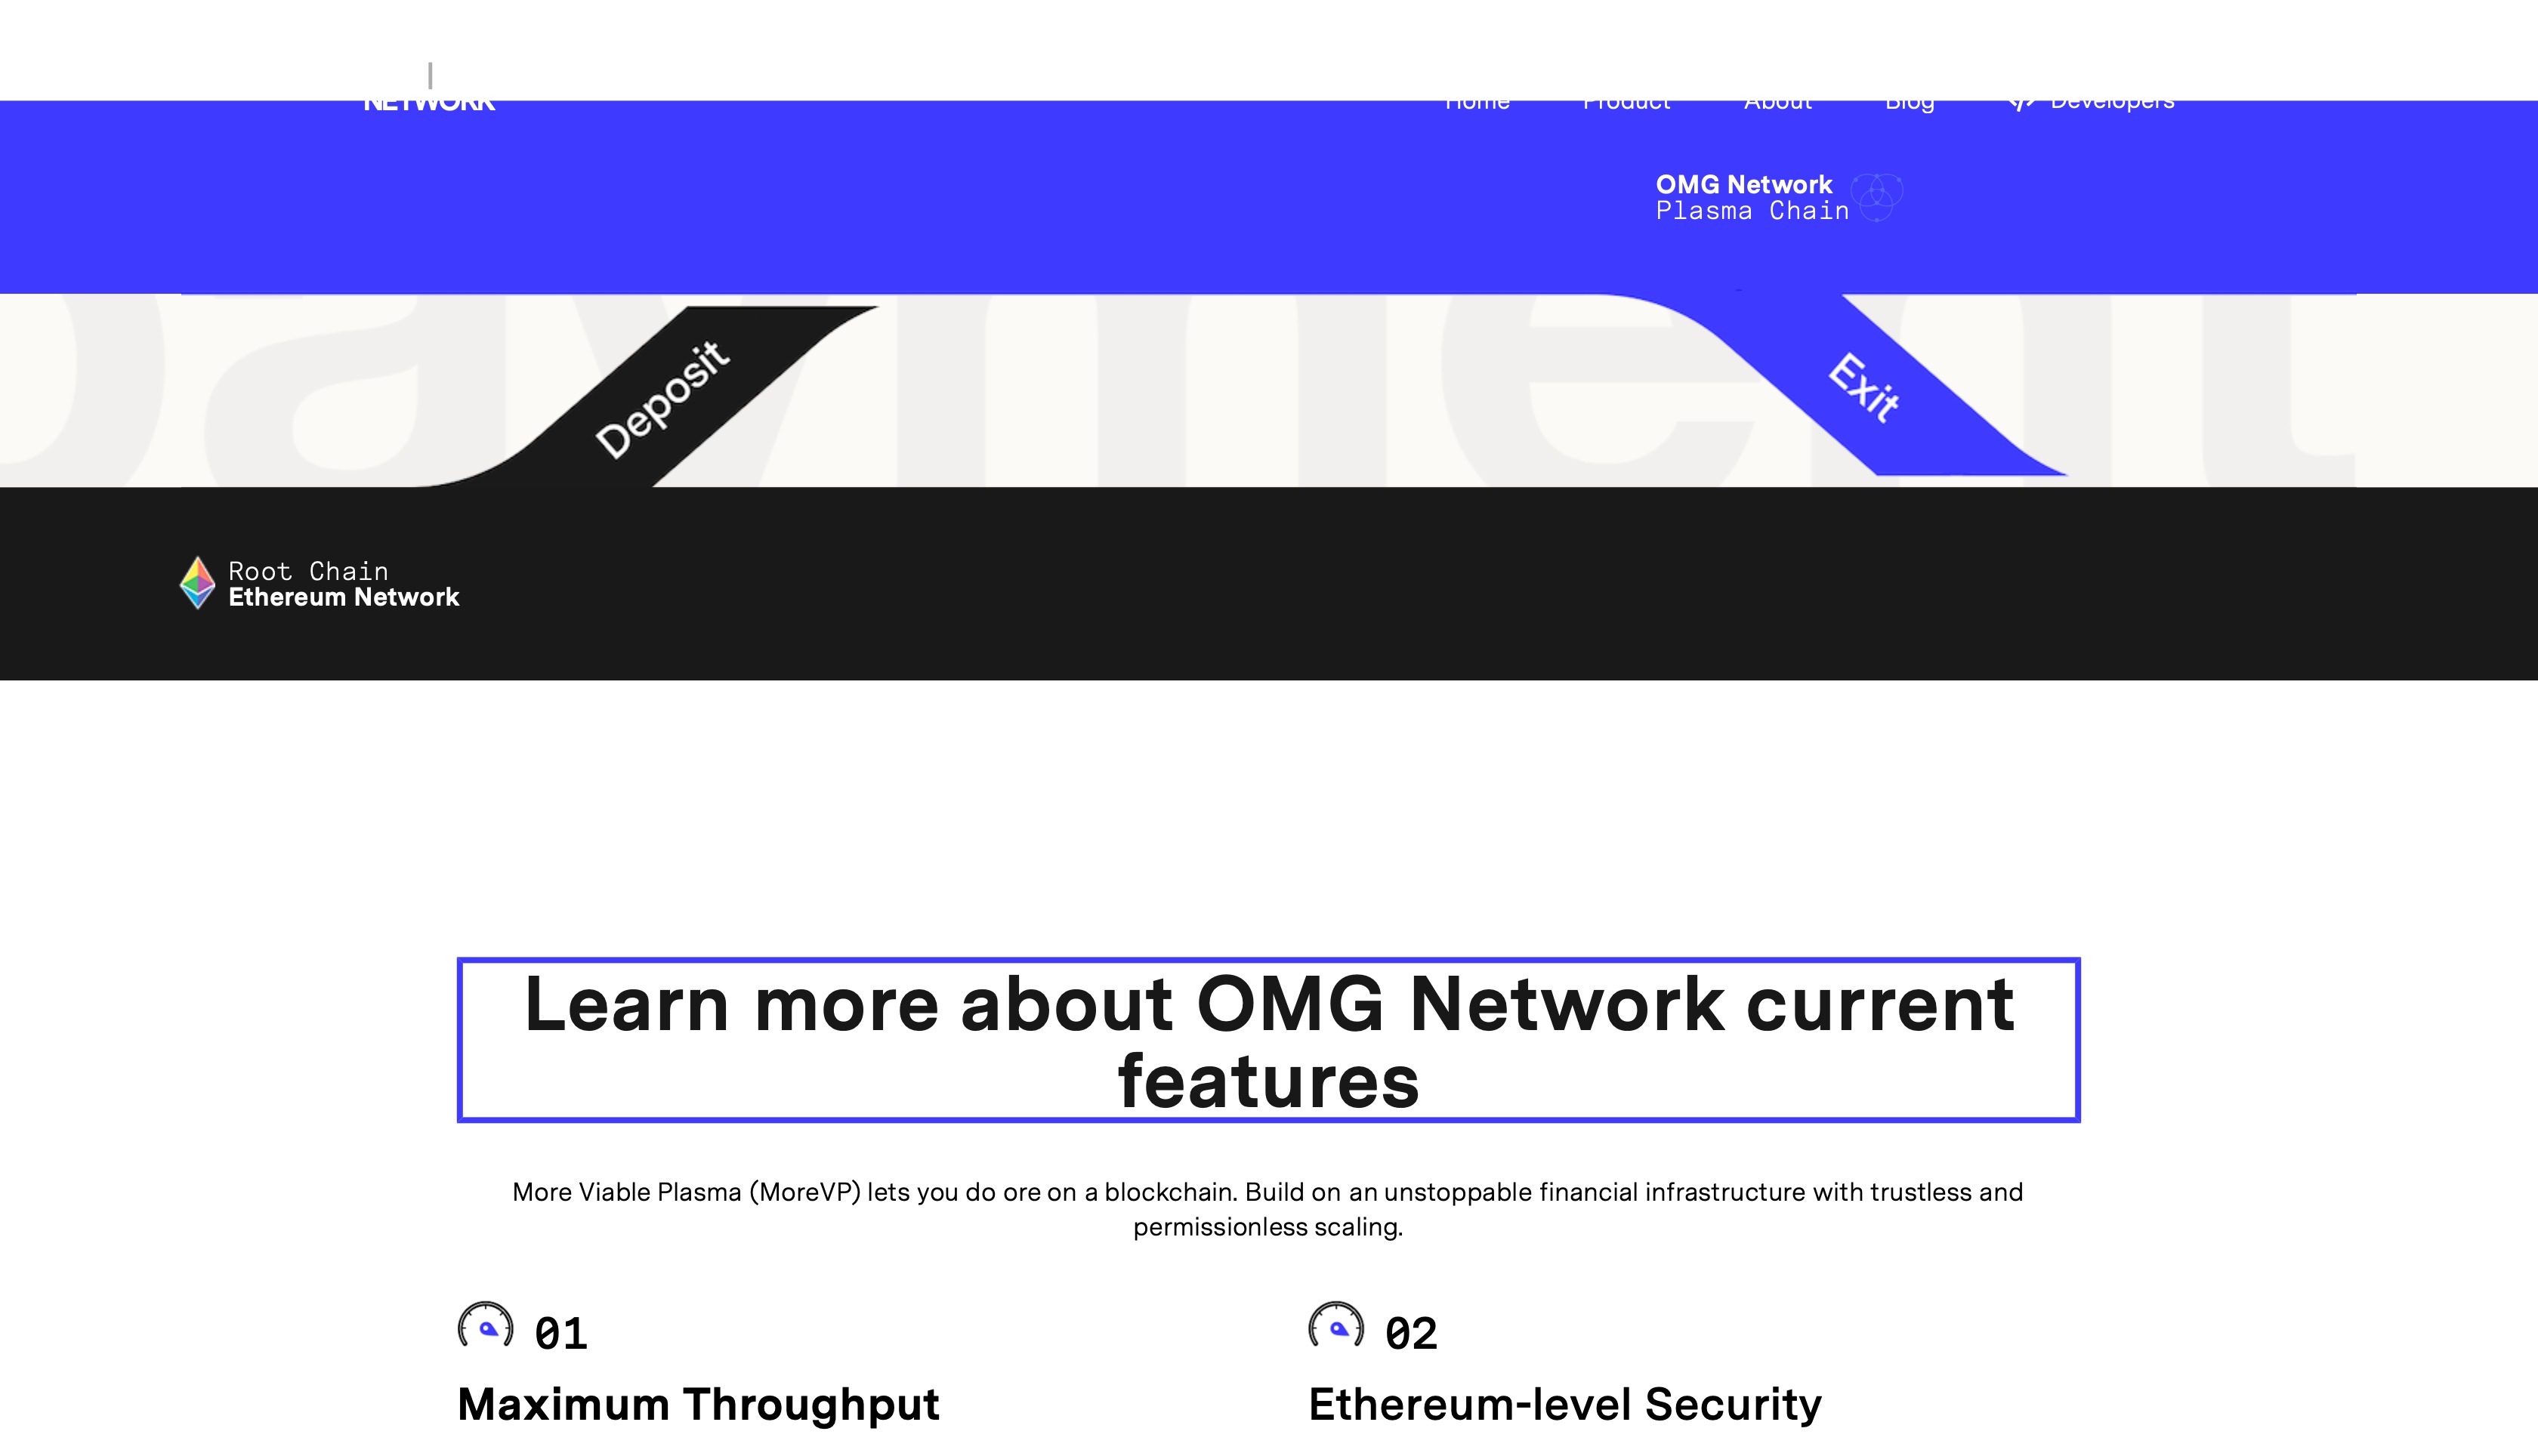 NETWORK
Home Product About Blog </> Developers
OMG Network
Plasma Chain
payment
Deposit
Exit
Root Chain
Ethereum Network
Learn more about OMG Network current
features
More Viable Plasma (MoreVP) lets you do ore on a blockchain. Build on an unstoppable financial infrastructure with trustless and
permissionless scaling.
01
Maximum Throughput
02
Ethereum-level Security